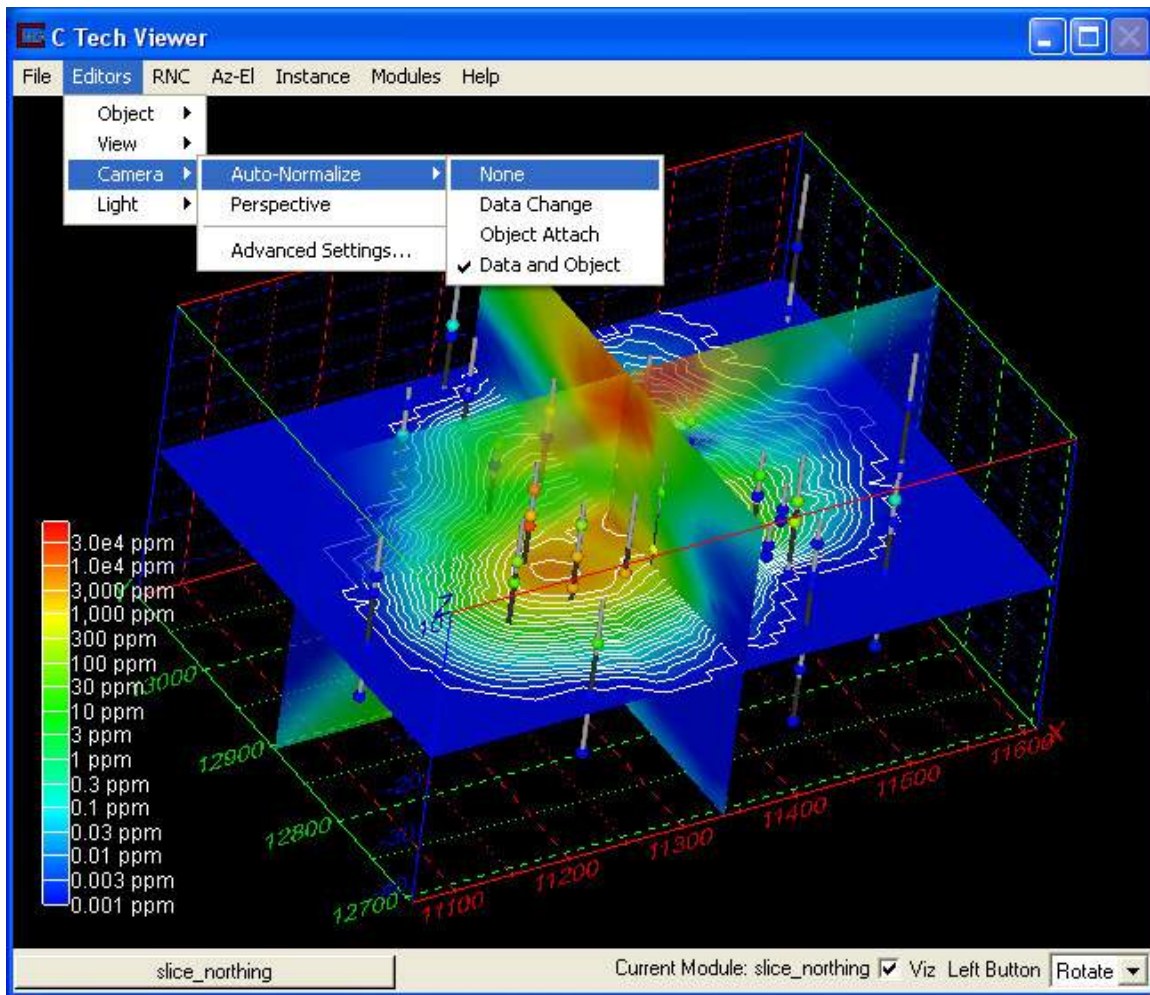 C Tech Viewer
File Editors RNC Az-El Instance Modules Help
Object
View
Camera
Light
Auto-Normalize
Perspective
Advanced Settings...
None
Data Change
Object Attach
Data and Object
3.0e4 ppm
1.0e4 ppm
3,000 ppm
1,000 ppm
300 ppm
100 ppm
30 ppm
10 ppm
3 ppm
1 ppm
0.3 ppm
0.1 ppm
0.03 ppm
0.01 ppm
0.003 ppm
0.001 ppm
13000
12900
12800
12700
11100
11200
11300
11400
11500
11600
X
slice_northing
Current Module: slice_northing Viz Left Button Rotate